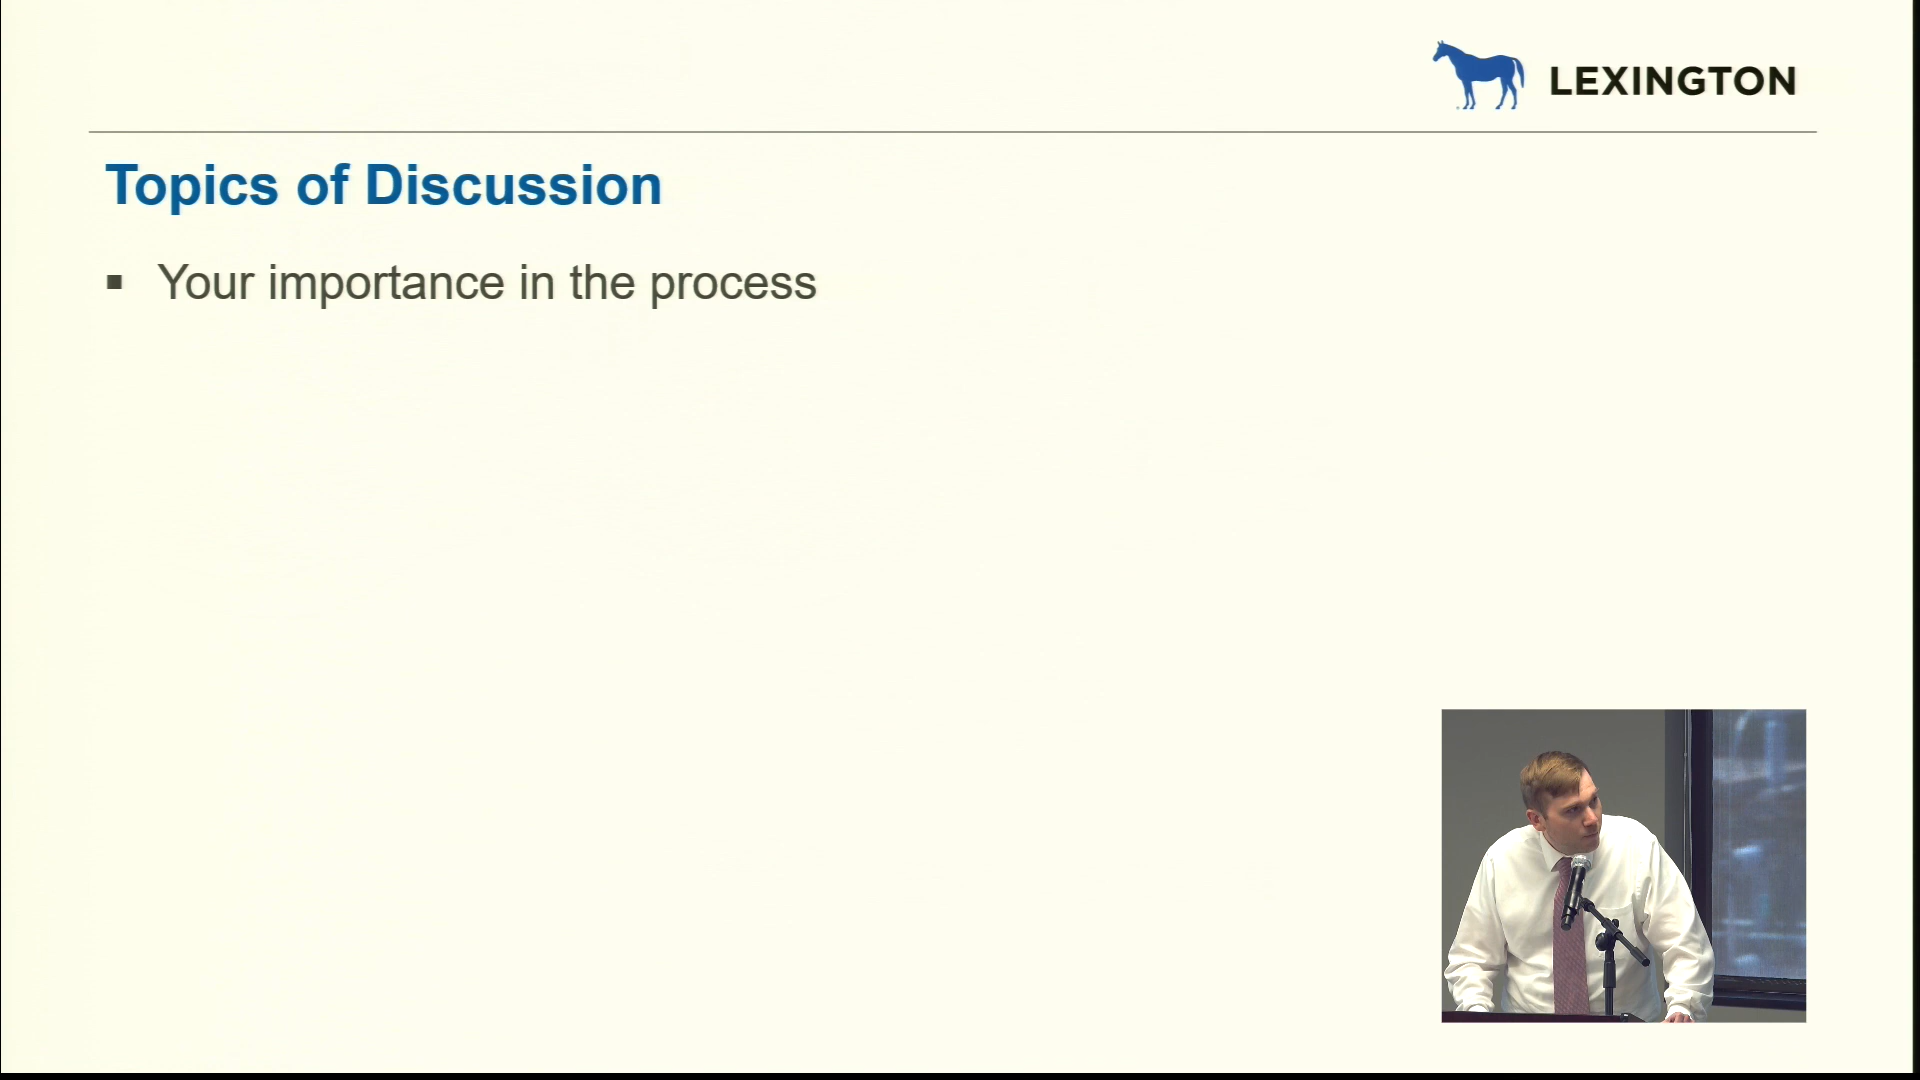 LEXINGTON
Topics of Discussion
▪ Your importance in the process